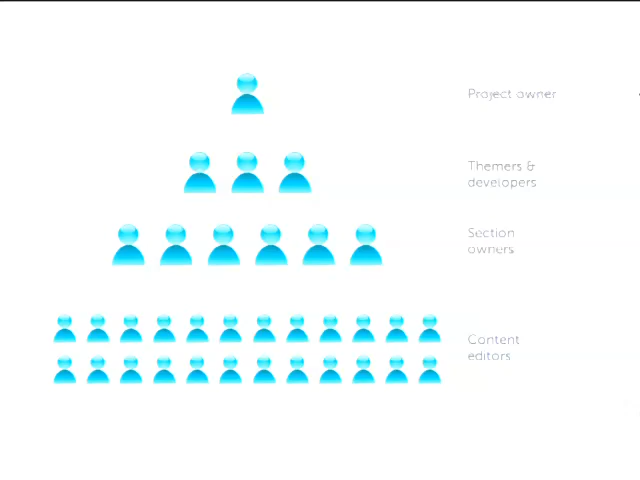 Project owner
Themers &
developers
Section
owners
Content
editors